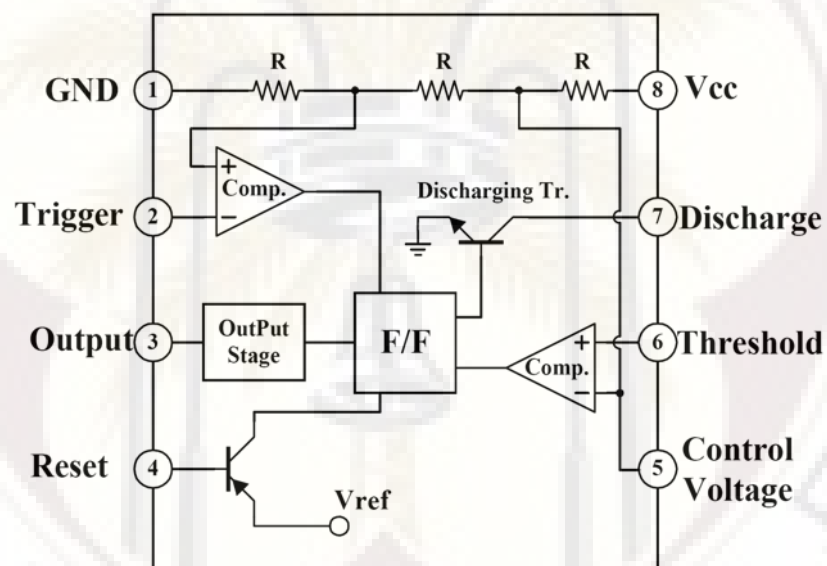 R R R
GND 1 8 Vcc
+
Comp.
−
Discharging Tr.
Trigger 2 7 Discharge
Output 3 OutPut Stage F/F + Comp. − 6 Threshold
Reset 4 5 Control Voltage
Vref